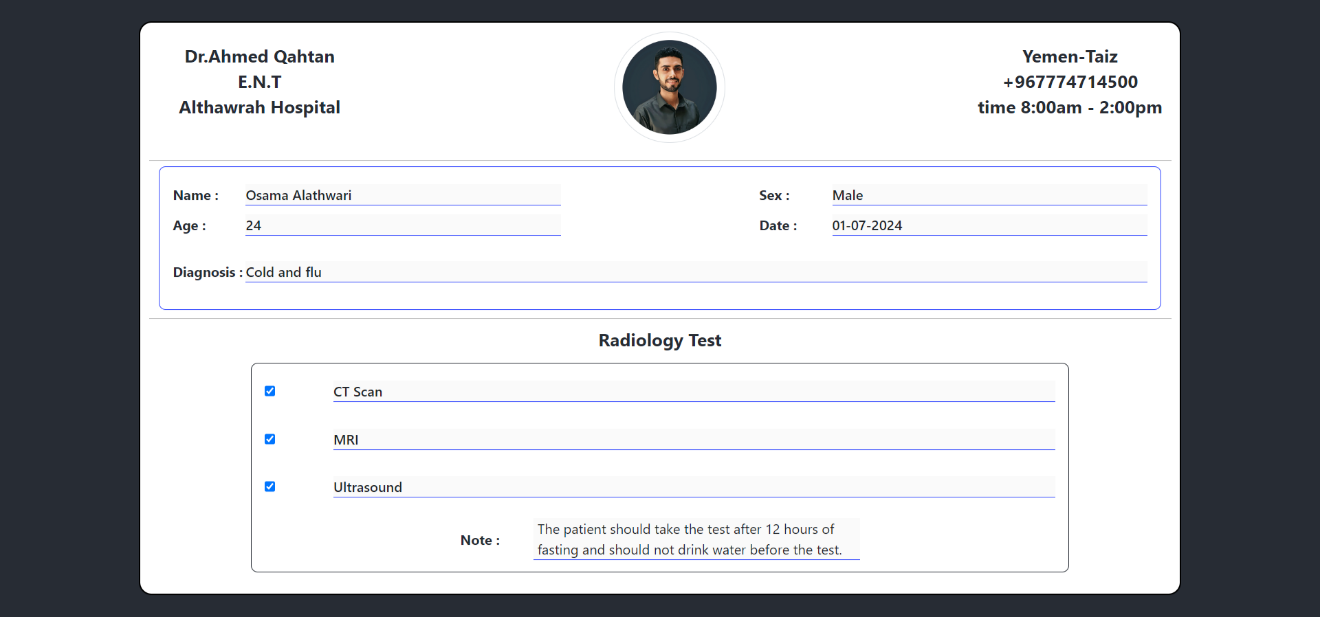 Dr.Ahmed Qahtan
E.N.T
Althawrah Hospital
Yemen-Taiz
+967774714500
time 8:00am - 2:00pm
Name : Osama Alathwari
Sex : Male
Age : 24
Date : 01-07-2024
Diagnosis : Cold and flu
Radiology Test
CT Scan
MRI
Ultrasound
Note : The patient should take the test after 12 hours of
fasting and should not drink water before the test.